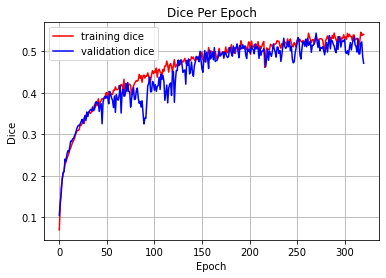 Dice Per Epoch
training dice
validation dice
Dice
0.5
0.4
0.3
0.2
0.1
0 50 100 150 200 250 300
Epoch